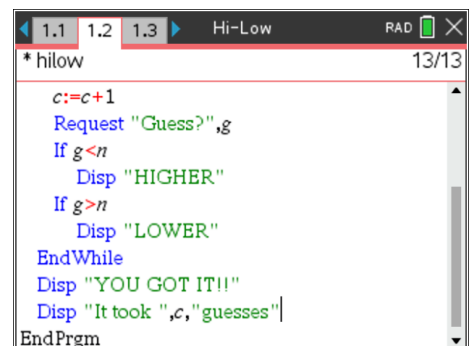 1.1 1.2 1.3 Hi-Low RAD
* hilow 13/13
c:=c+1
Request "Guess?",g
If g<n
Disp "HIGHER"
If g>n
Disp "LOWER"
EndWhile
Disp "YOU GOT IT!!"
Disp "It took ",c,"guesses"
EndPrgm